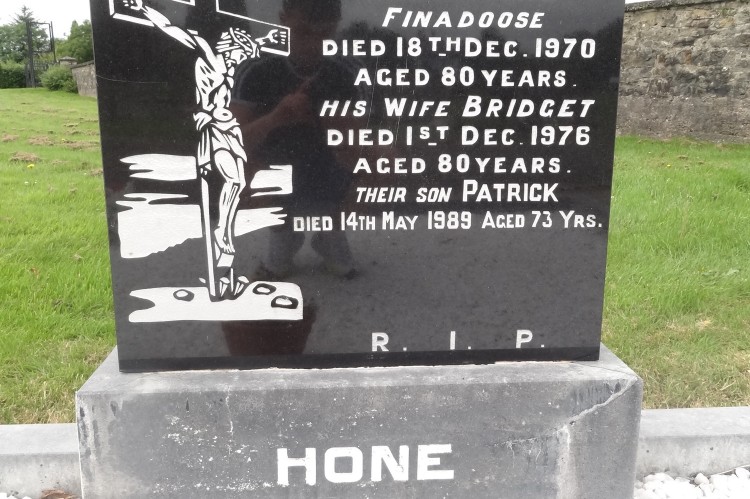 FINADOOSE
DIED 18TH DEC. 1970
AGED 80 YEARS.
HIS WIFE BRIDGET
DIED 1ST DEC. 1976
AGED 80 YEARS.
THEIR SON PATRICK
DIED 14TH MAY 1989 AGED 73 YRS.
R. I. P.
HONE